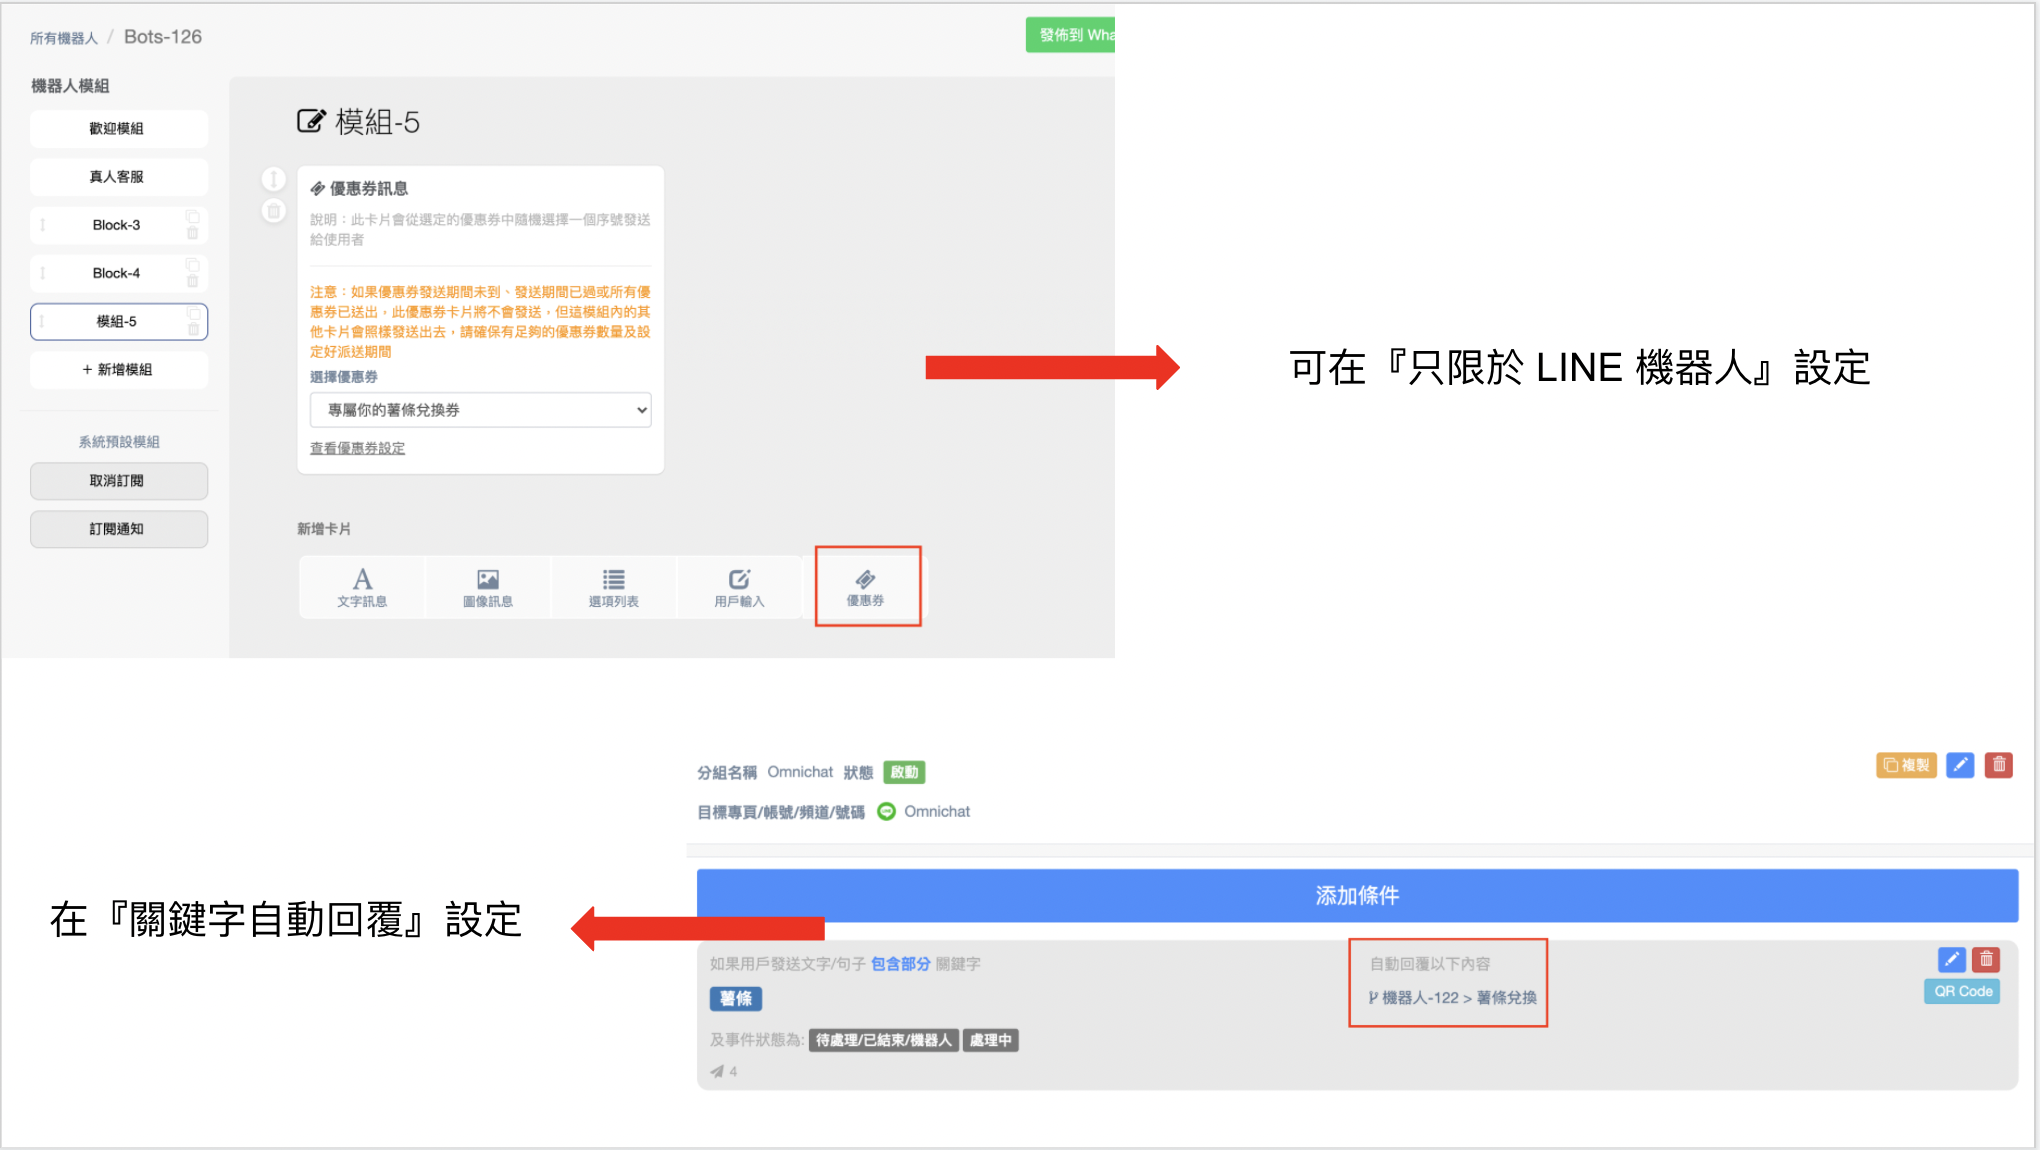 所有機器人 / Bots-126
發佈到 Wha
機器人模組
歡迎模組
真人客服
Block-3
Block-4
模組-5
+ 新增模組
系統預設模組
取消訂閱
訂閱通知
模組-5
優惠券訊息
說明：此卡片會從選定的優惠券中隨機選擇一個序號發送
給使用者
注意：如果優惠券發送期間未到、發送期間已過或所有優
惠券已送出，此優惠券卡片將不會發送，但這模組內的其
他卡片會照樣發送出去，請確保有足夠的優惠券數量及設
定好派送期間
選擇優惠券
專屬你的薯條兌換券
查看優惠券設定
新增卡片
文字訊息
圖像訊息
選項列表
用戶輸入
優惠券
可在『只限於 LINE 機器人』設定
分組名稱 Omnichat 狀態 啟動
複製
目標專頁/帳號/頻道/號碼 Omnichat
添加條件
在『關鍵字自動回覆』設定
如果用戶發送文字/句子 包含部分 關鍵字
薯條
及事件狀態為: 待處理/已結束/機器人 處理中
4
自動回覆以下內容
機器人-122 > 薯條兌換
QR Code